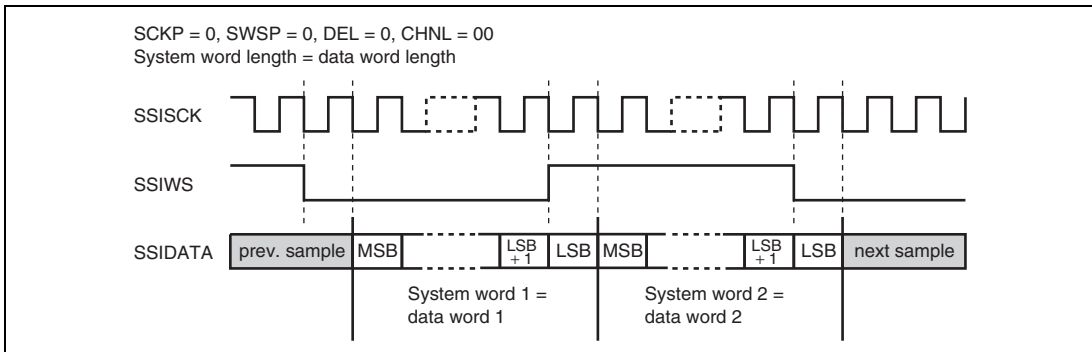 SCKP = 0, SWSP = 0, DEL = 0, CHNL = 00
System word length = data word length
SSISCK
SSIWS
SSIDATA
prev. sample
MSB
LSB
+ 1
LSB
MSB
LSB
+ 1
LSB
next sample
System word 1 =
data word 1
System word 2 =
data word 2